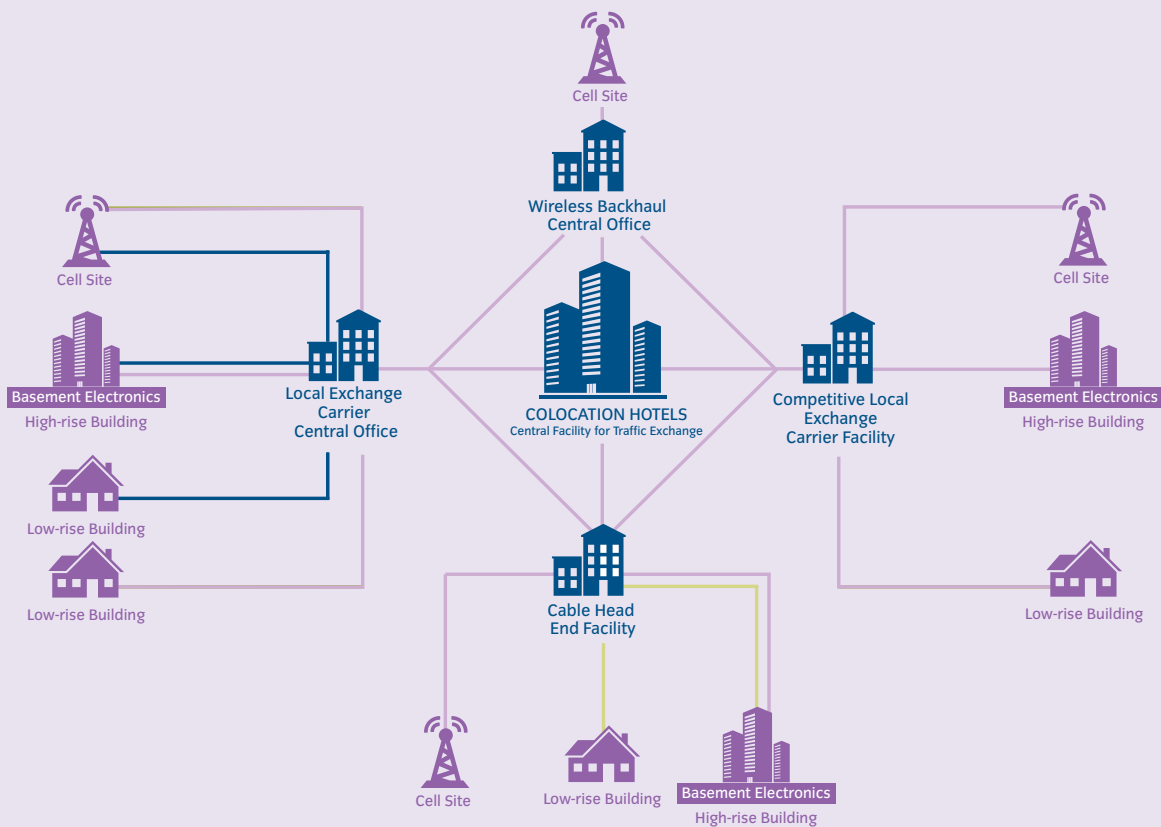 Cell Site
Wireless Backhaul
Central Office
Cell Site
Cell Site
Basement Electronics
High-rise Building
Local Exchange
Carrier
Central Office
COLOCATION HOTELS
Central Facility for Traffic Exchange
Competitive Local
Exchange
Carrier Facility
Basement Electronics
High-rise Building
Low-rise Building
Low-rise Building
Cable Head
End Facility
Low-rise Building
Cell Site
Low-rise Building
Basement Electronics
High-rise Building